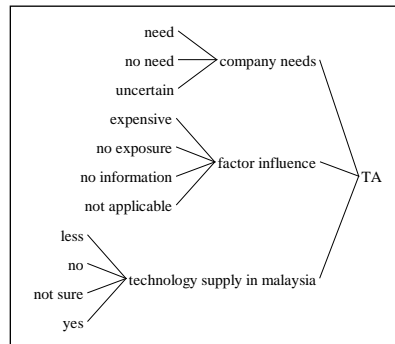 need
no need
company needs
uncertain
expensive
no exposure
factor influence
TA
no information
not applicable
less
no
technology supply in malaysia
not sure
yes